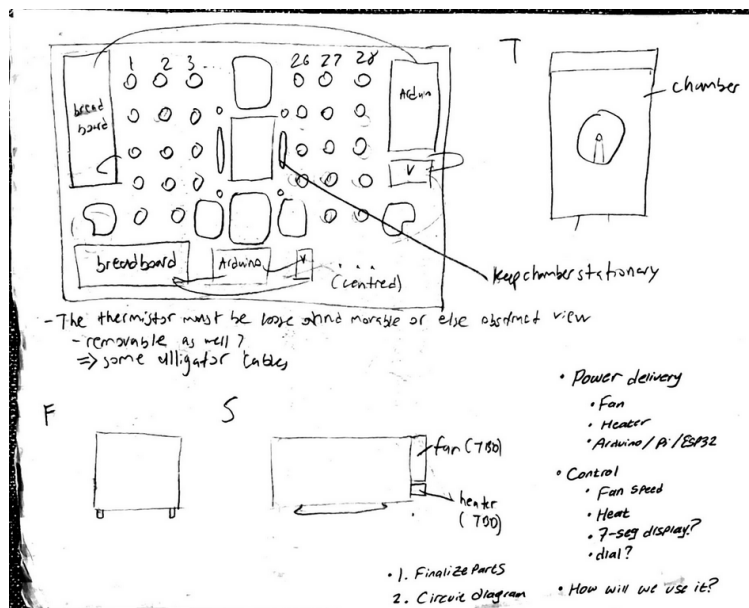 1 2 3... 26 27 28
bread
board
Arduin
V
breadboard
Arduino
V
...
(centred)
T
chamber
keep chamber stationary
- The thermistor must be loose and movable or else obstruct view
- removable as well?
⇒ some alligator cables
F
S
fan (TBD)
heater
(TBD)
• Power delivery
• Fan
• Heater
• Arduino/Pi/ESP32
• Control
• Fan speed
• Heat
• 7-seg display?
• dial?
• 1. Finalize Parts
2. Circuit diagram
• How will we use it?